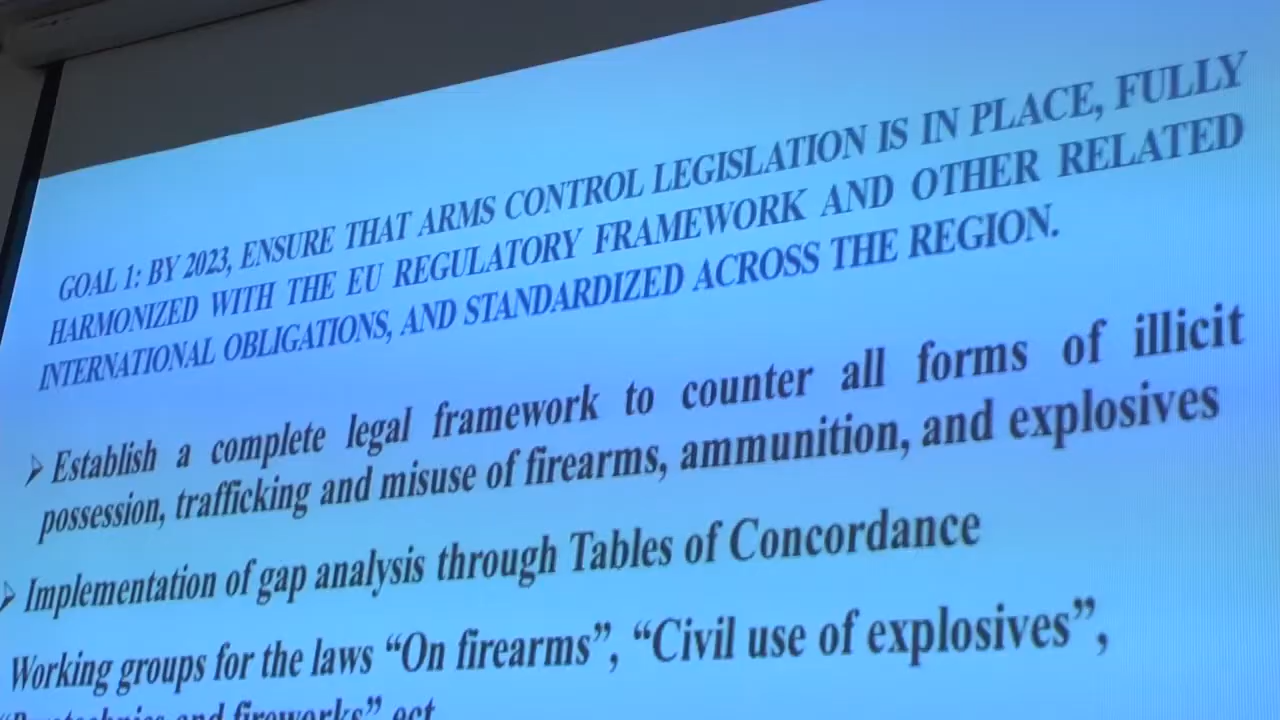 GOAL 1: BY 2023, ENSURE THAT ARMS CONTROL LEGISLATION IS IN PLACE, FULLY
HARMONIZED WITH THE EU REGULATORY FRAMEWORK AND OTHER RELATED
INTERNATIONAL OBLIGATIONS, AND STANDARDIZED ACROSS THE REGION.
Establish a complete legal framework to counter all forms of illicit
possession, trafficking and misuse of firearms, ammunition, and explosives
Implementation of gap analysis through Tables of Concordance
Working groups for the laws “On firearms”, “Civil use of explosives”,
and fireworks”